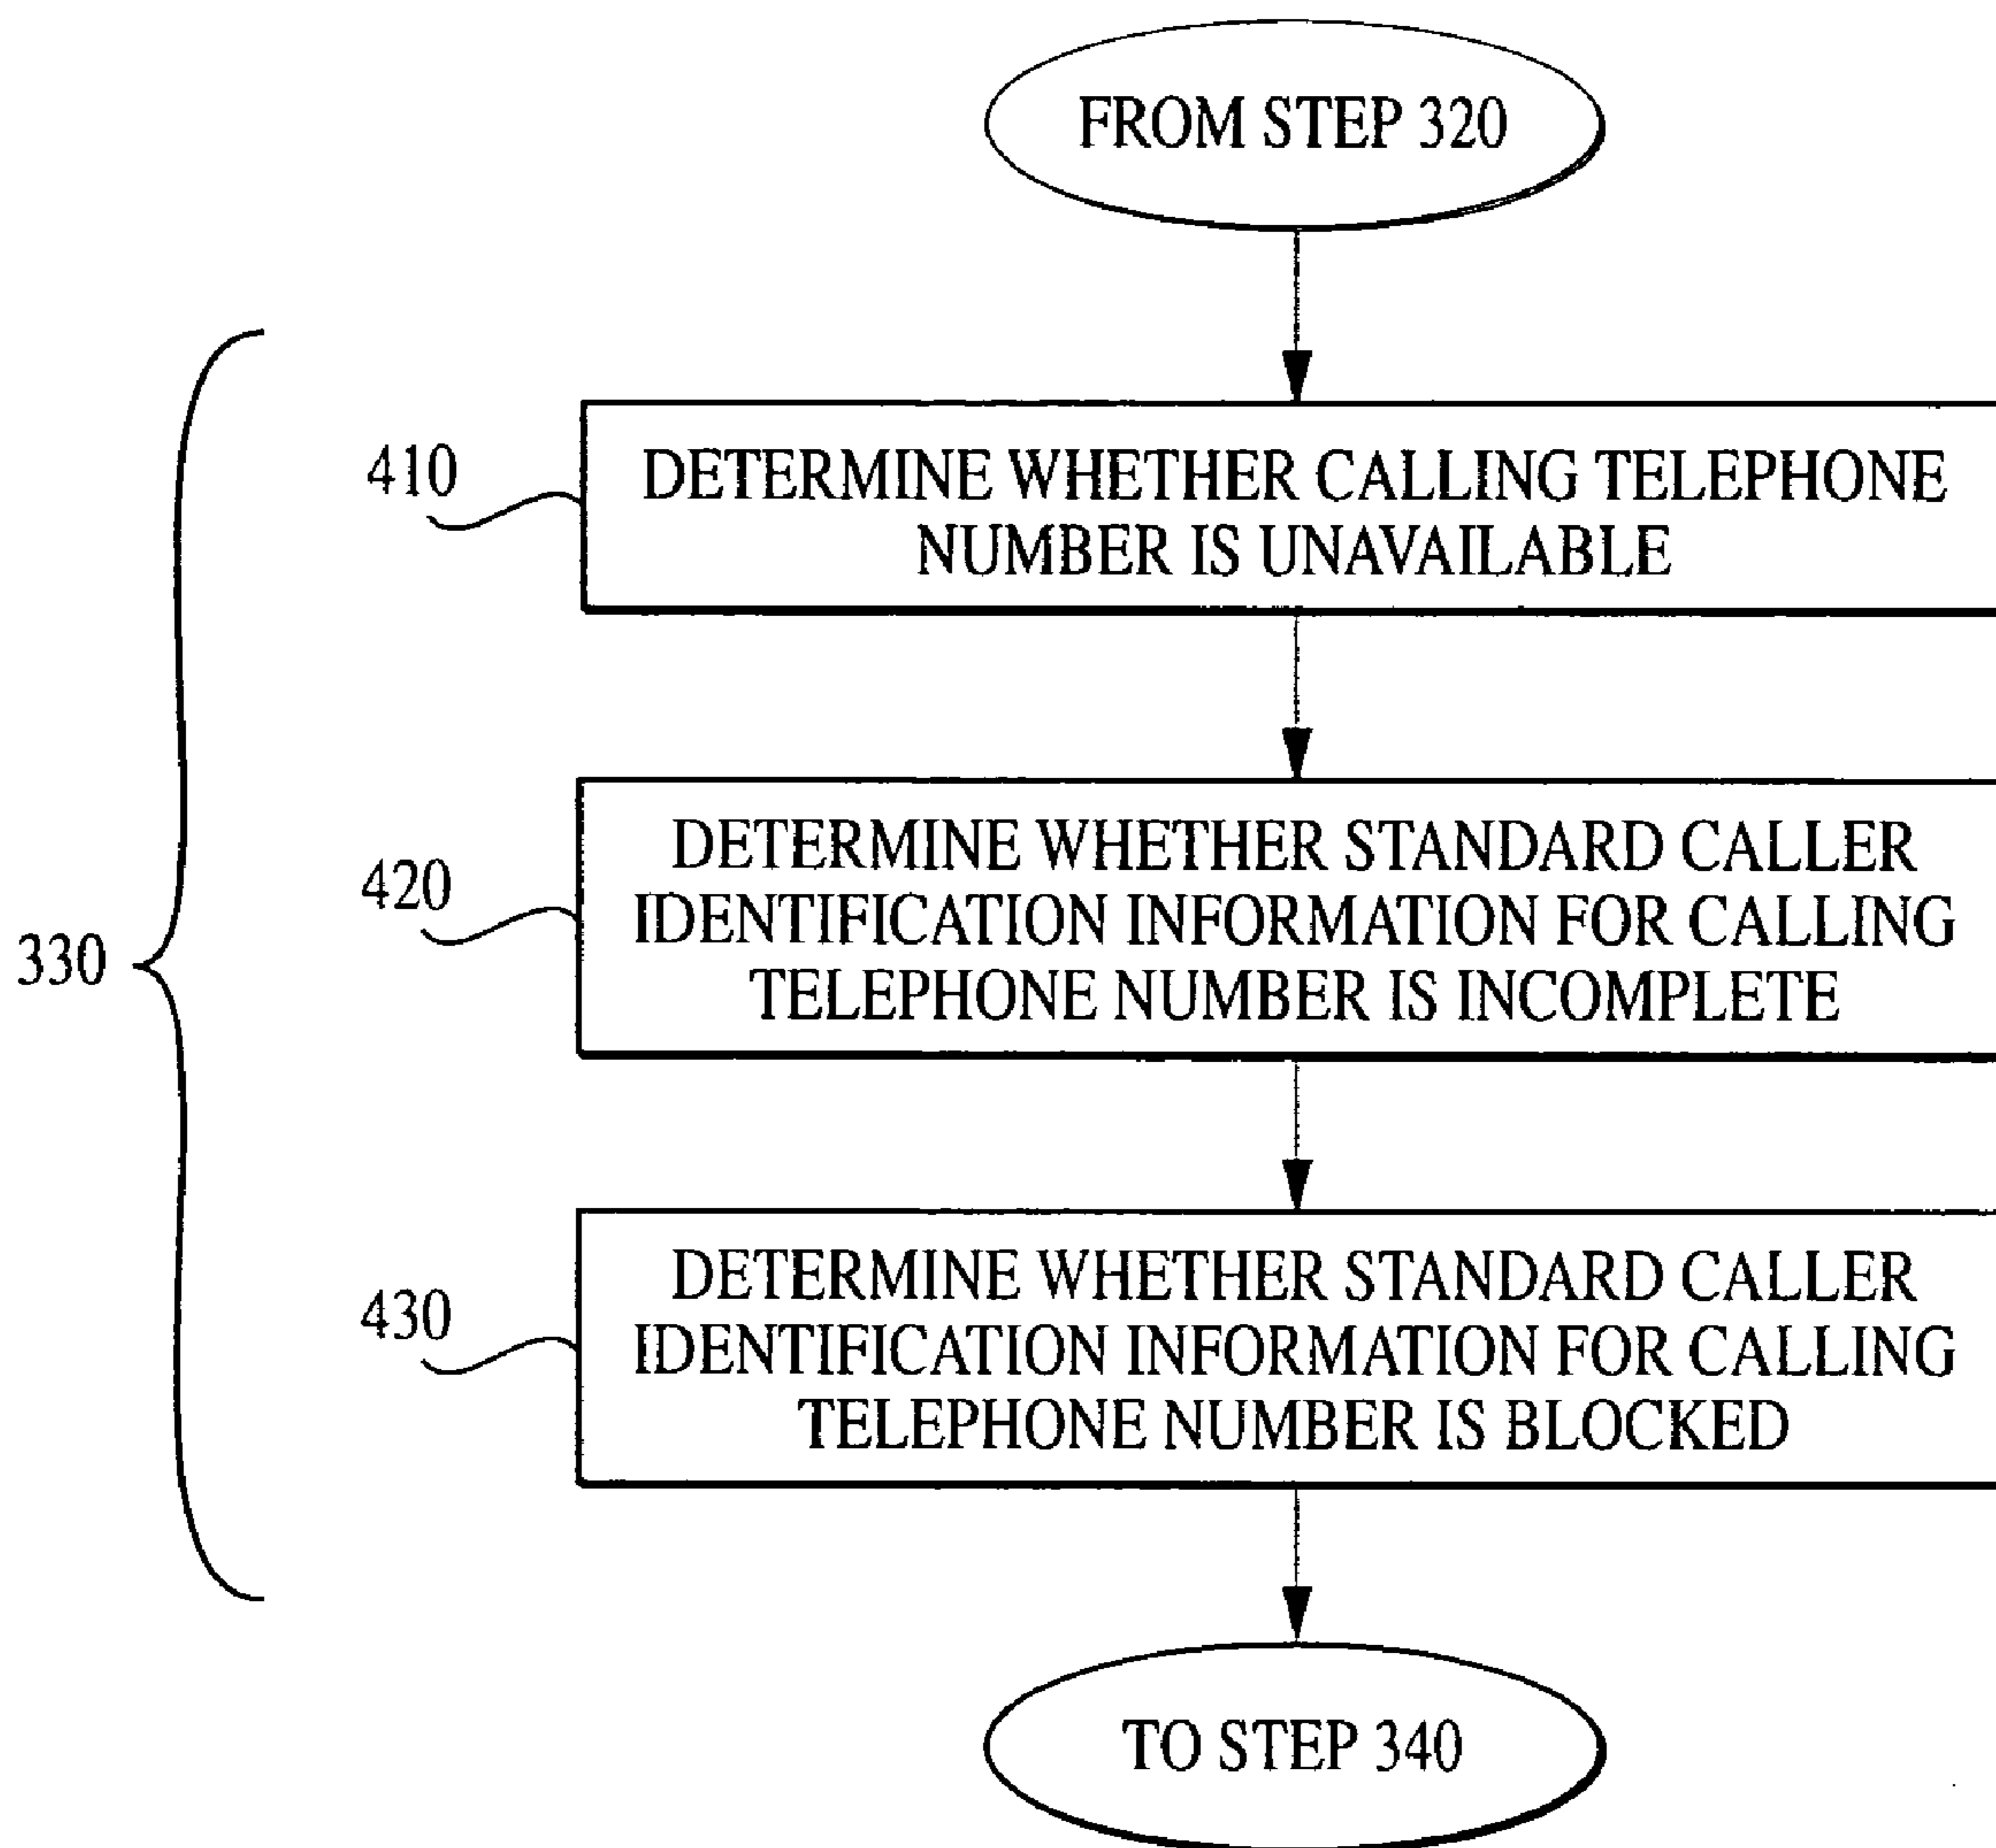 FROM STEP 320
410
DETERMINE WHETHER CALLING TELEPHONE
NUMBER IS UNAVAILABLE
330
420
DETERMINE WHETHER STANDARD CALLER
IDENTIFICATION INFORMATION FOR CALLING
TELEPHONE NUMBER IS INCOMPLETE
430
DETERMINE WHETHER STANDARD CALLER
IDENTIFICATION INFORMATION FOR CALLING
TELEPHONE NUMBER IS BLOCKED
TO STEP 340